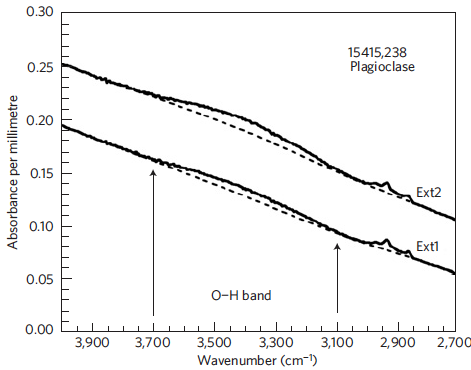 0.30
0.25
0.20
0.15
0.10
0.05
0.00
Absorbance per millimetre
15415,238
Plagioclase
Ext2
Ext1
O–H band
3,900 3,700 3,500 3,300 3,100 2,900 2,700
Wavenumber (cm⁻¹)